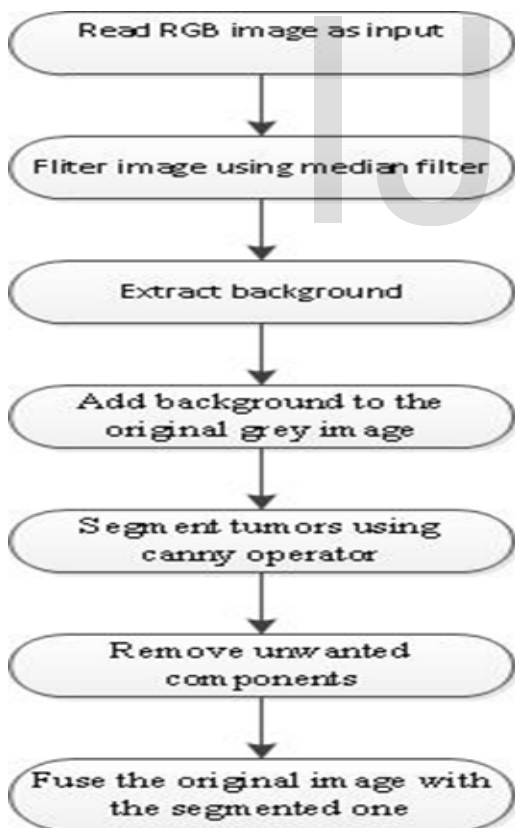 Read RGB image as input
Fliter image using median filter
Extract background
Add background to the
original grey image
Segment tumors using
canny operator
Remove unwanted
components
Fuse the original image with
the segmented one
IJ